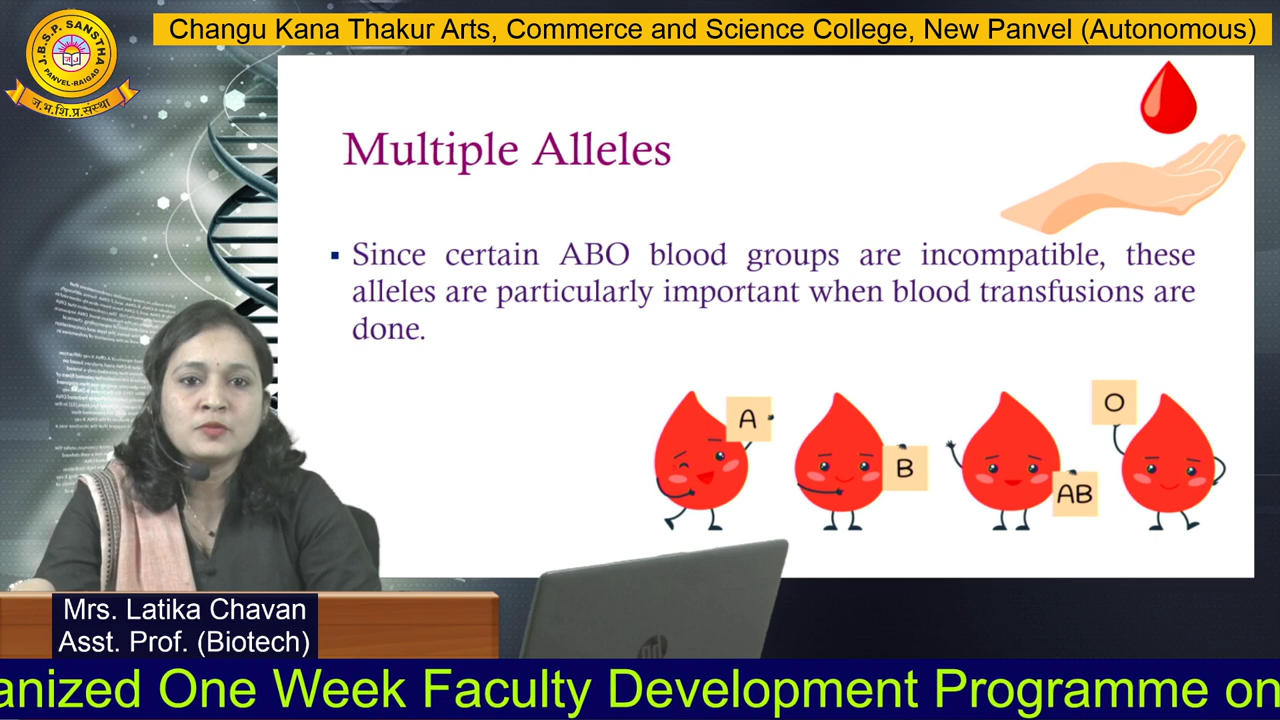 Changu Kana Thakur Arts, Commerce and Science College, New Panvel (Autonomous)
J.B.S.P. SANSTHA
PANVEL-RAIGAD
ज.भ.शि.प्र.संस्था
Multiple Alleles
Since certain ABO blood groups are incompatible, these
alleles are particularly important when blood transfusions are
done.
A
B
AB
O
hp
Mrs. Latika Chavan
Asst. Prof. (Biotech)
anized One Week Faculty Development Programme on